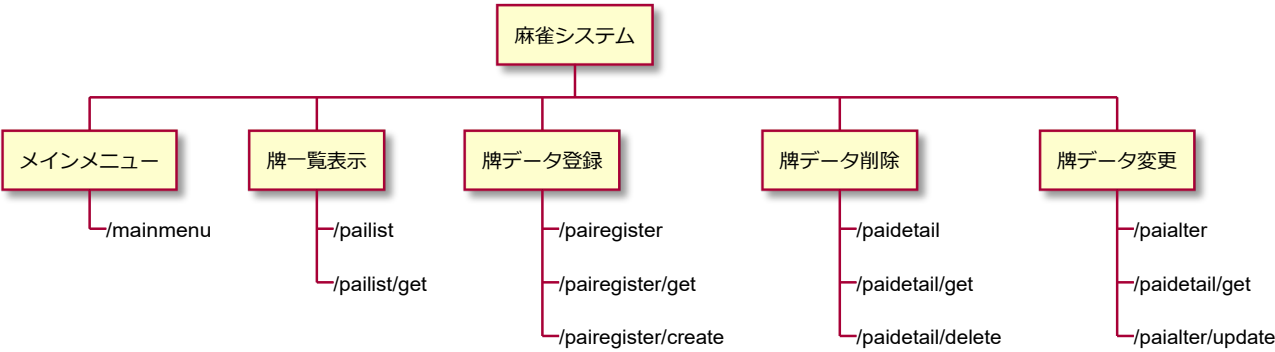 麻雀システム
メインメニュー
牌一覧表示
牌データ登録
牌データ削除
牌データ変更
/mainmenu
/pailist
/pairegister
/paidetail
/paialter
/pailist/get
/pairegister/get
/paidetail/get
/paidetail/get
/pairegister/create
/paidetail/delete
/paialter/update